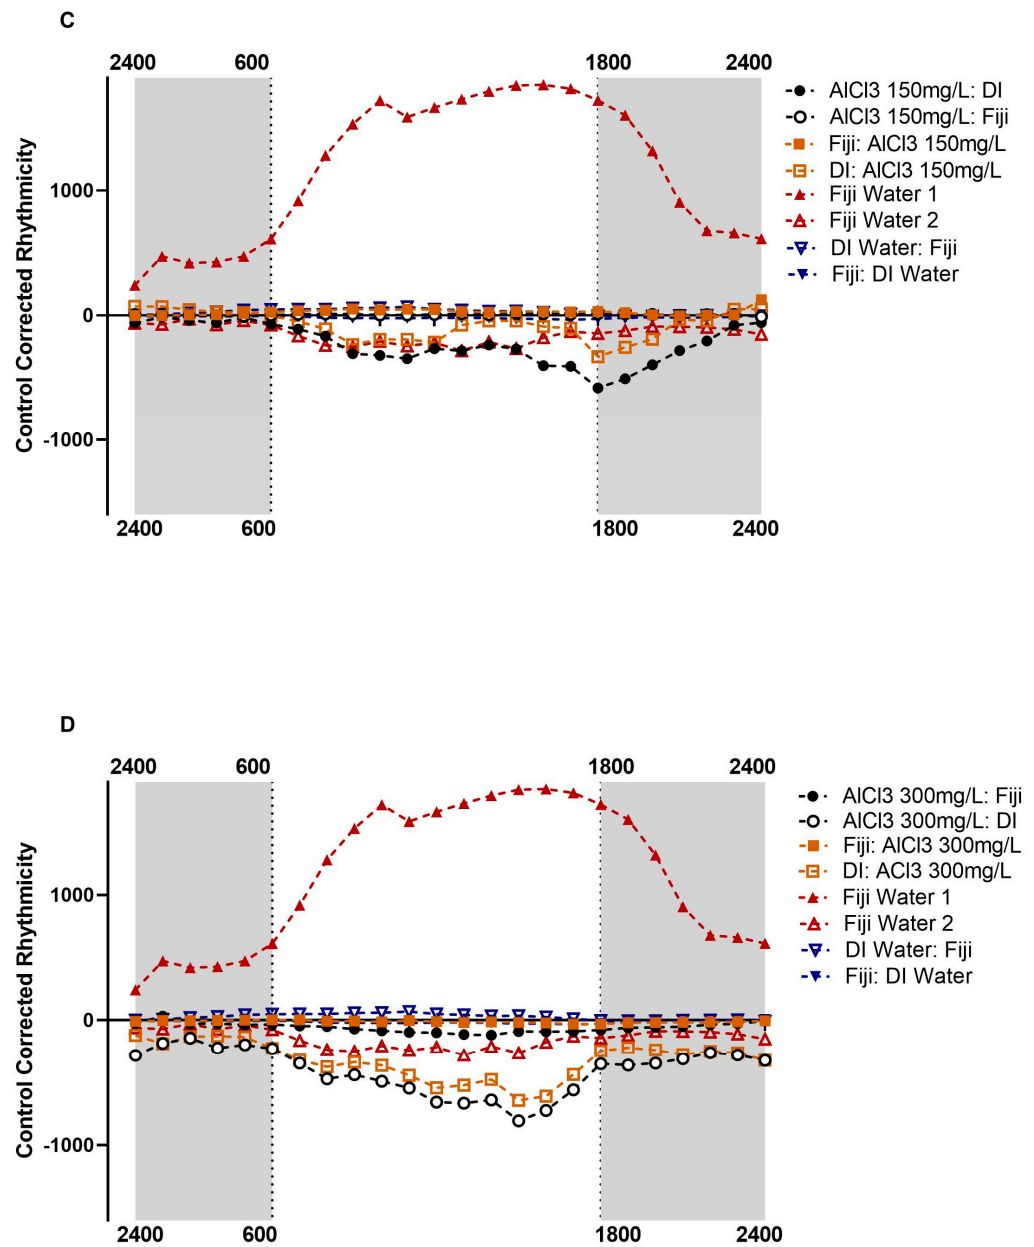 C
2400 600 1800 2400
AlCl3 150mg/L: DI
AlCl3 150mg/L: Fiji
Fiji: AlCl3 150mg/L
DI: AlCl3 150mg/L
Fiji Water 1
Fiji Water 2
DI Water: Fiji
Fiji: DI Water
Control Corrected Rhythmicity
1000
0
-1000
2400 600 1800 2400
D
2400 600 1800 2400
AlCl3 300mg/L: Fiji
AlCl3 300mg/L: DI
Fiji: AlCl3 300mg/L
DI: ACl3 300mg/L
Fiji Water 1
Fiji Water 2
DI Water: Fiji
Fiji: DI Water
Control Corrected Rhythmicity
1000
0
-1000
2400 600 1800 2400